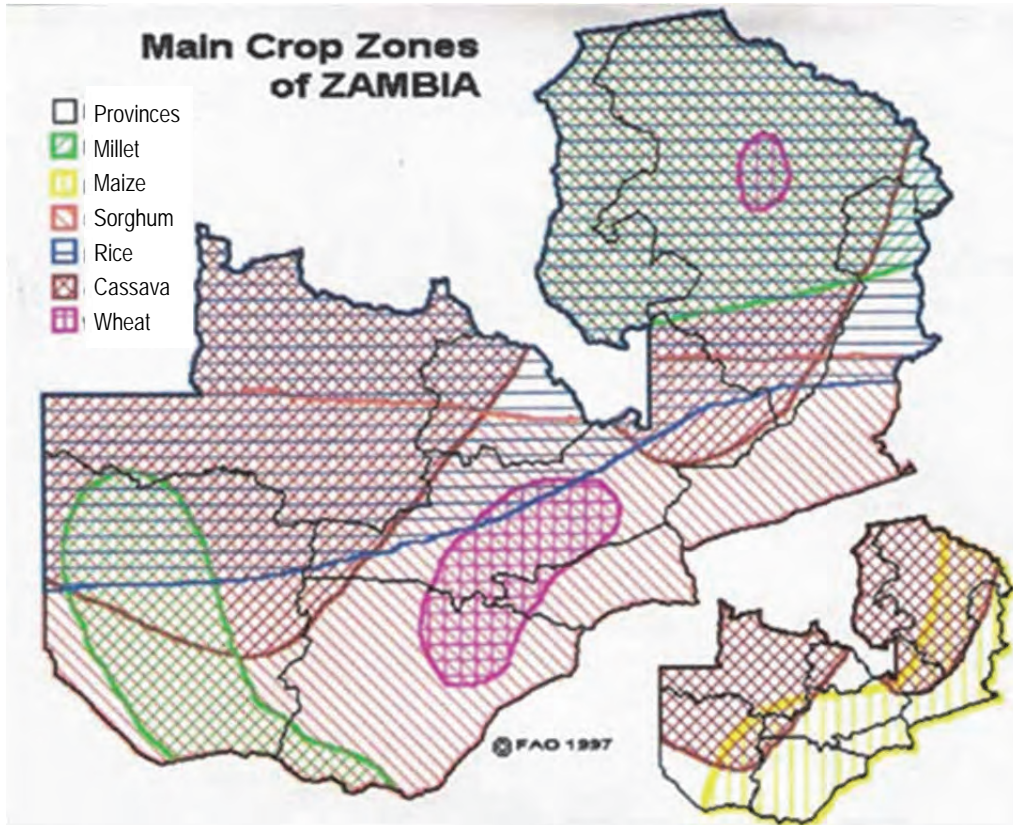 Main Crop Zones
of ZAMBIA
Provinces
Millet
Maize
Sorghum
Rice
Cassava
Wheat
© FAO 1997